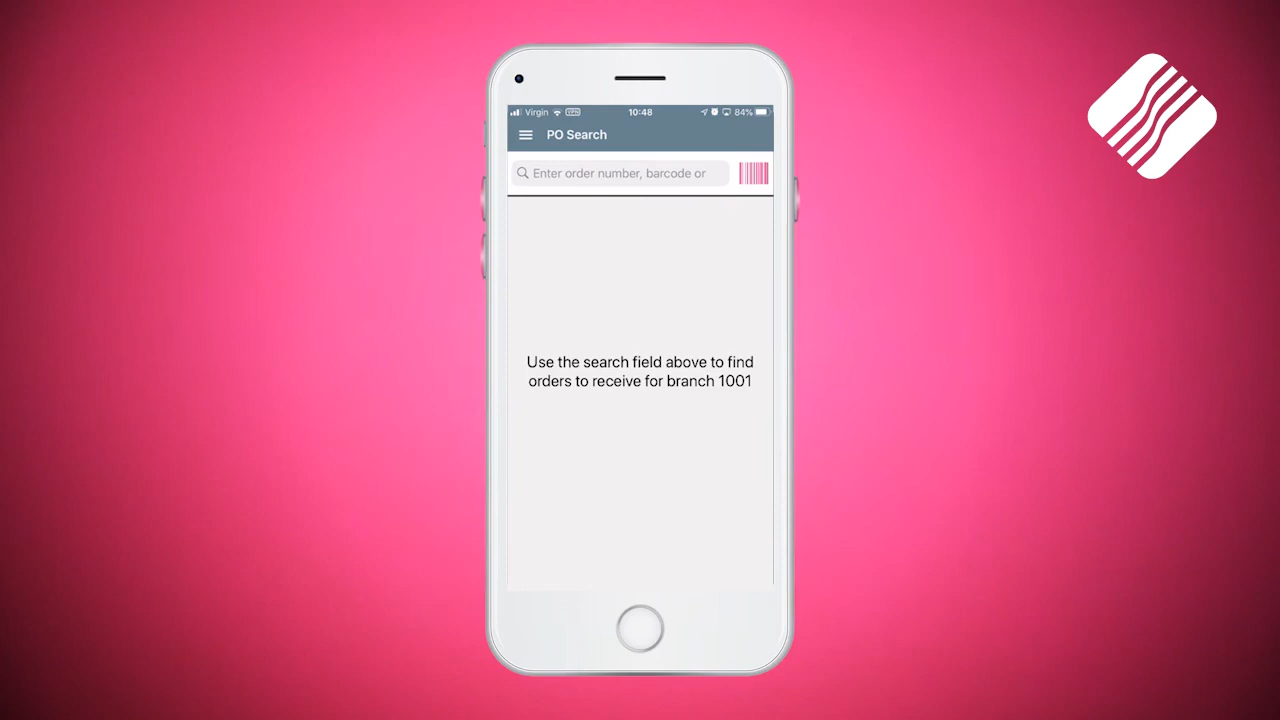 Virgin VPN 10:48 84%
PO Search
Enter order number, barcode or
Use the search field above to find
orders to receive for branch 1001